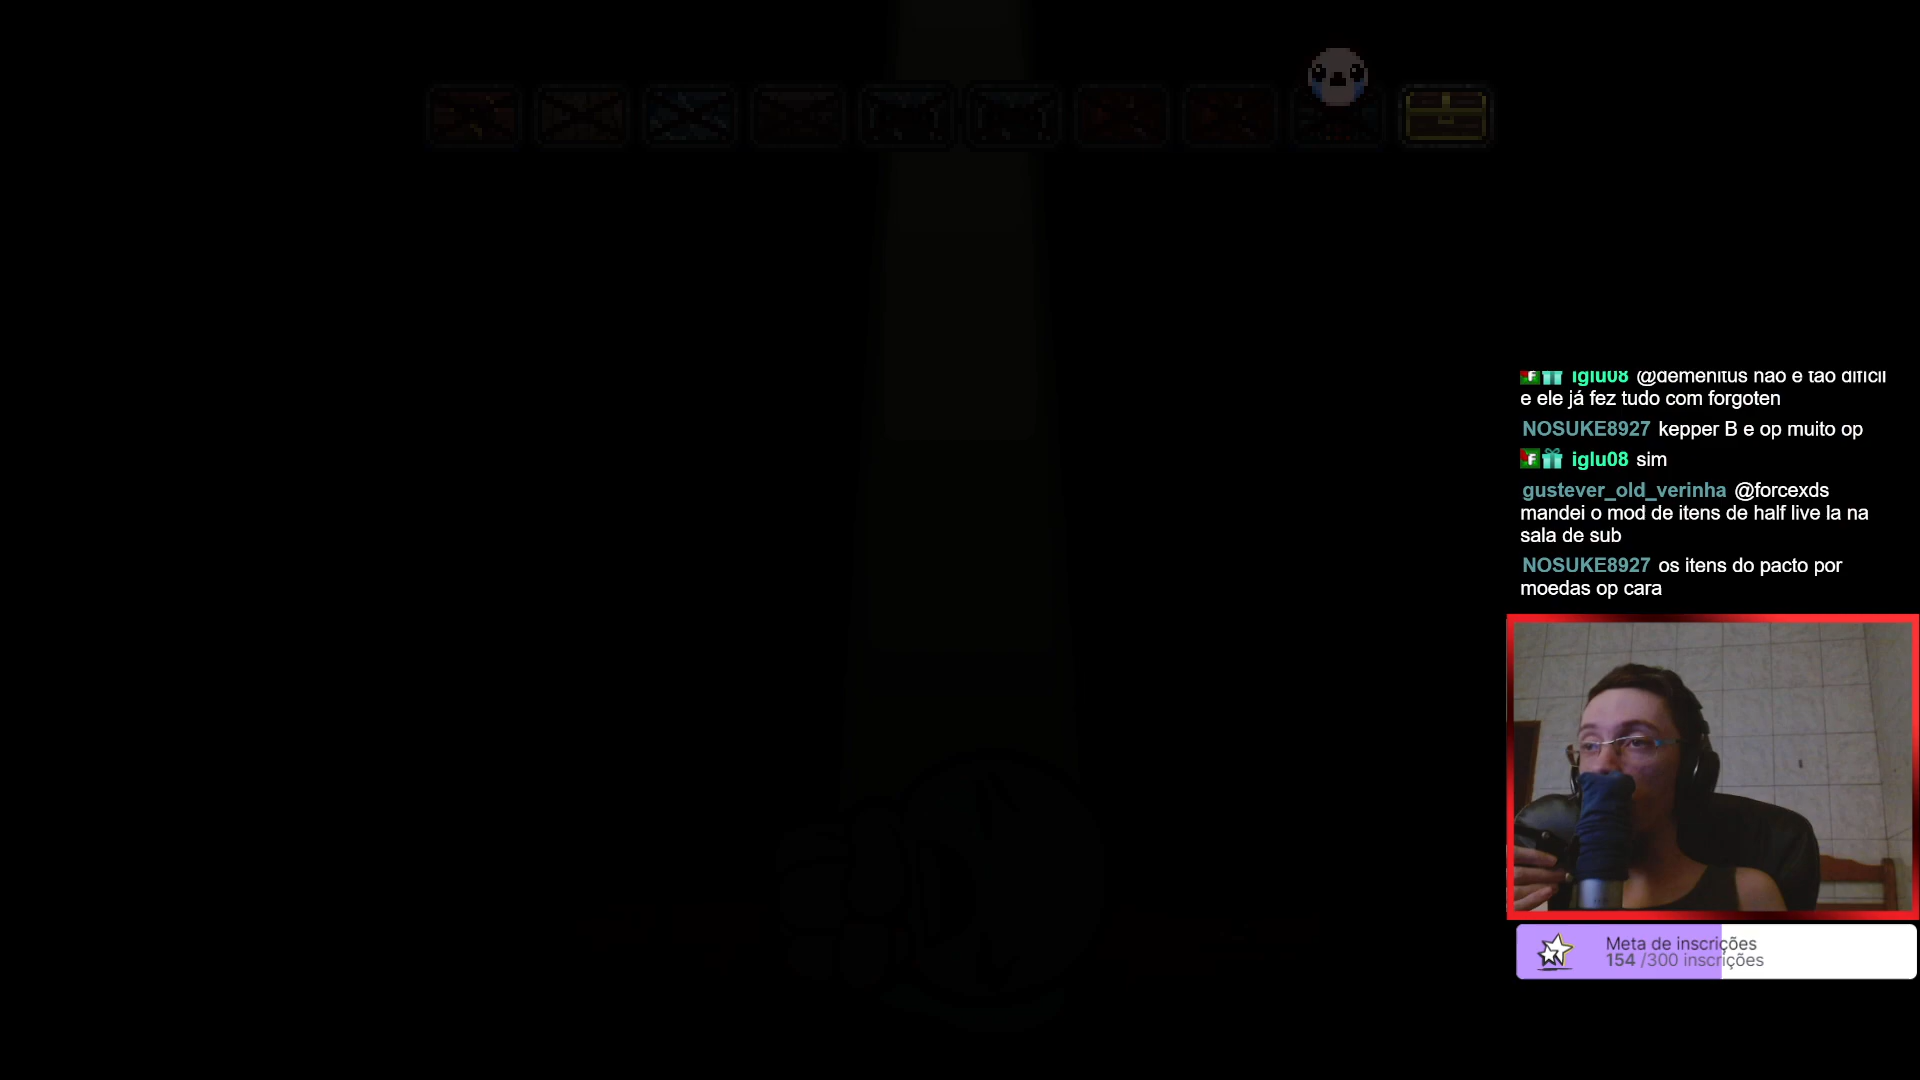 iglu08 @demenitus nao e tao dificil
e ele já fez tudo com forgoten
NOSUKE8927 kepper B e op muito op
iglu08 sim
gustever_old_verinha @forcexds
mandei o mod de itens de half live la na
sala de sub
NOSUKE8927 os itens do pacto por
moedas op cara
Meta de inscrições
154 /300 inscrições